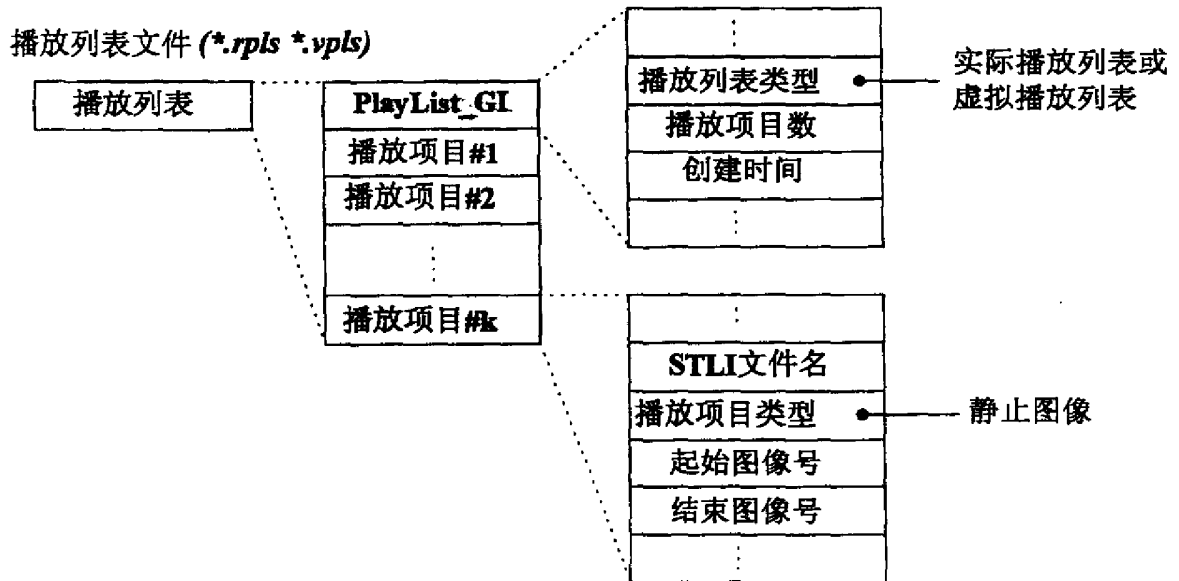 播放列表文件 (*.rpls *.vpls)
播放列表
PlayList_GI
播放项目#1
播放项目#2
播放项目#k
播放列表类型
播放项目数
创建时间
实际播放列表或
虚拟播放列表
STLI文件名
播放项目类型
起始图像号
结束图像号
静止图像